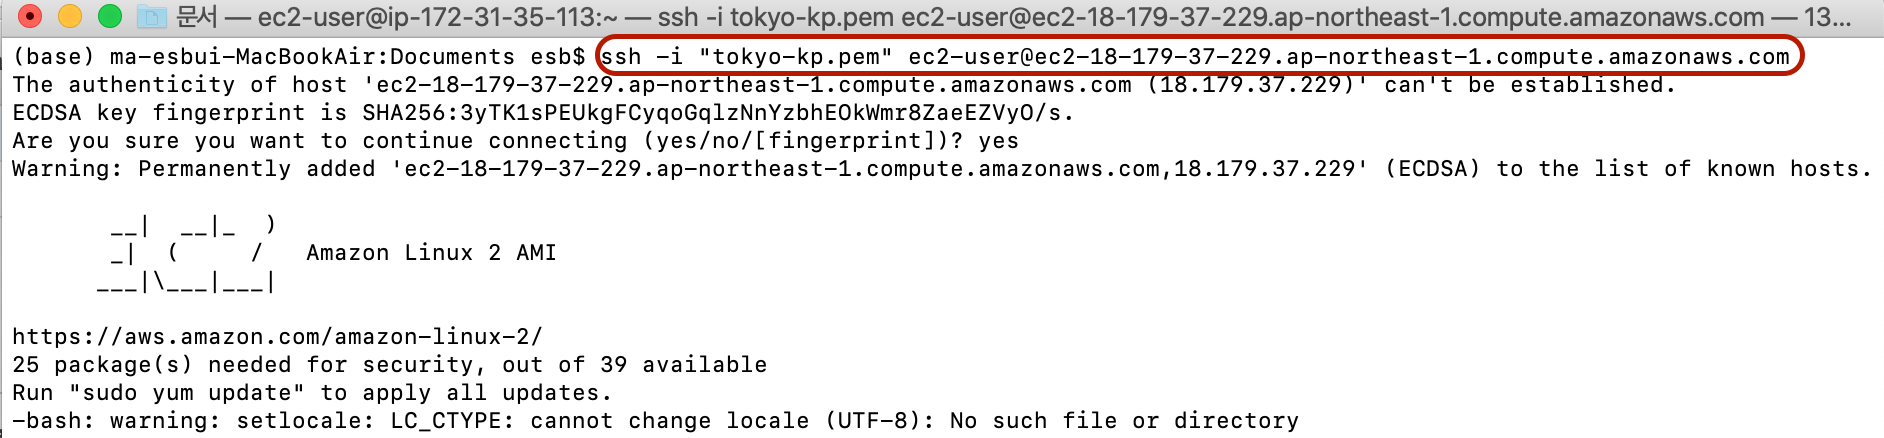 문서 — ec2-user@ip-172-31-35-113:~ — ssh -i tokyo-kp.pem ec2-user@ec2-18-179-37-229.ap-northeast-1.compute.amazonaws.com — 13...
(base) ma-esbui-MacBookAir:Documents esb$ ssh -i "tokyo-kp.pem" ec2-user@ec2-18-179-37-229.ap-northeast-1.compute.amazonaws.com
The authenticity of host 'ec2-18-179-37-229.ap-northeast-1.compute.amazonaws.com (18.179.37.229)' can't be established.
ECDSA key fingerprint is SHA256:3yTK1sPEUkgFCyqoGqlzNnYzbhEOkWmr8ZaeEZVyO/s.
Are you sure you want to continue connecting (yes/no/[fingerprint])? yes
Warning: Permanently added 'ec2-18-179-37-229.ap-northeast-1.compute.amazonaws.com,18.179.37.229' (ECDSA) to the list of known hosts.
       __|  __|_  )
       _|  (     /   Amazon Linux 2 AMI
      ___|\___|___|
https://aws.amazon.com/amazon-linux-2/
25 package(s) needed for security, out of 39 available
Run "sudo yum update" to apply all updates.
-bash: warning: setlocale: LC_CTYPE: cannot change locale (UTF-8): No such file or directory